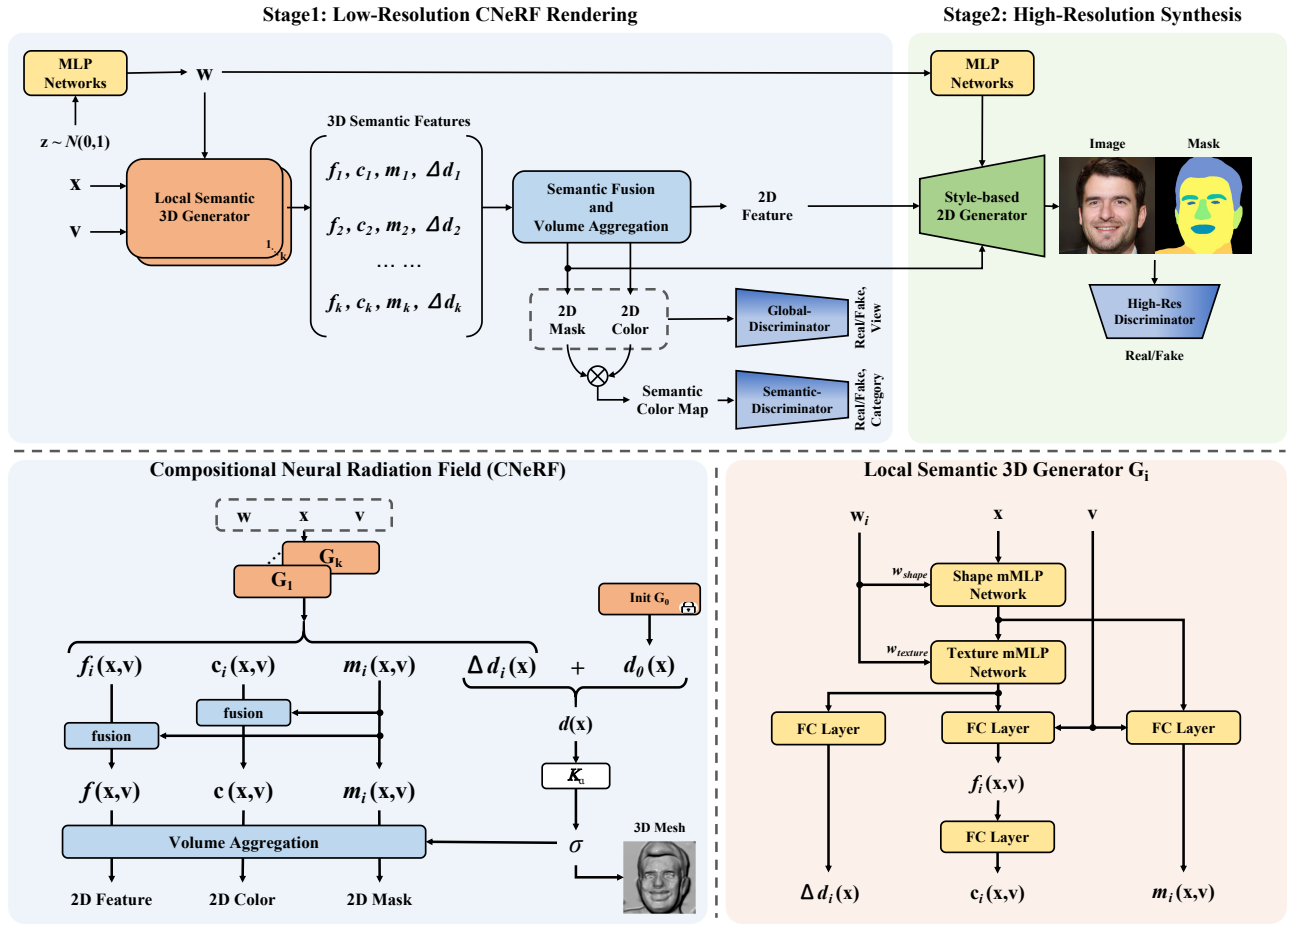 Stage1: Low-Resolution CNeRF Rendering
Stage2: High-Resolution Synthesis
MLP
Networks
w
MLP
Networks
z ~ N(0,1)
x
v
Local Semantic
3D Generator
1
k
3D Semantic Features
f1, c1, m1, Δd1
f2, c2, m2, Δd2
... ...
fk, ck, mk, Δdk
Semantic Fusion
and
Volume Aggregation
2D
Feature
Style-based
2D Generator
Image
Mask
2D
Mask
2D
Color
Global-
Discriminator
Real/Fake,
View
High-Res
Discriminator
Real/Fake
Semantic
Color Map
Semantic-
Discriminator
Real/Fake,
Category
Compositional Neural Radiation Field (CNeRF)
w x v
Gk
G1
Init G0
fi(x,v) ci(x,v) mi(x,v) Δdi(x) + d0(x)
fusion
fusion
d(x)
Ku
f(x,v) c(x,v) mi(x,v)
Volume Aggregation
σ
3D Mesh
2D Feature 2D Color 2D Mask
Local Semantic 3D Generator Gi
wi x v
wshape
Shape mMLP
Network
wtexture
Texture mMLP
Network
FC Layer FC Layer FC Layer
fi(x,v)
FC Layer
Δdi(x) ci(x,v) mi(x,v)